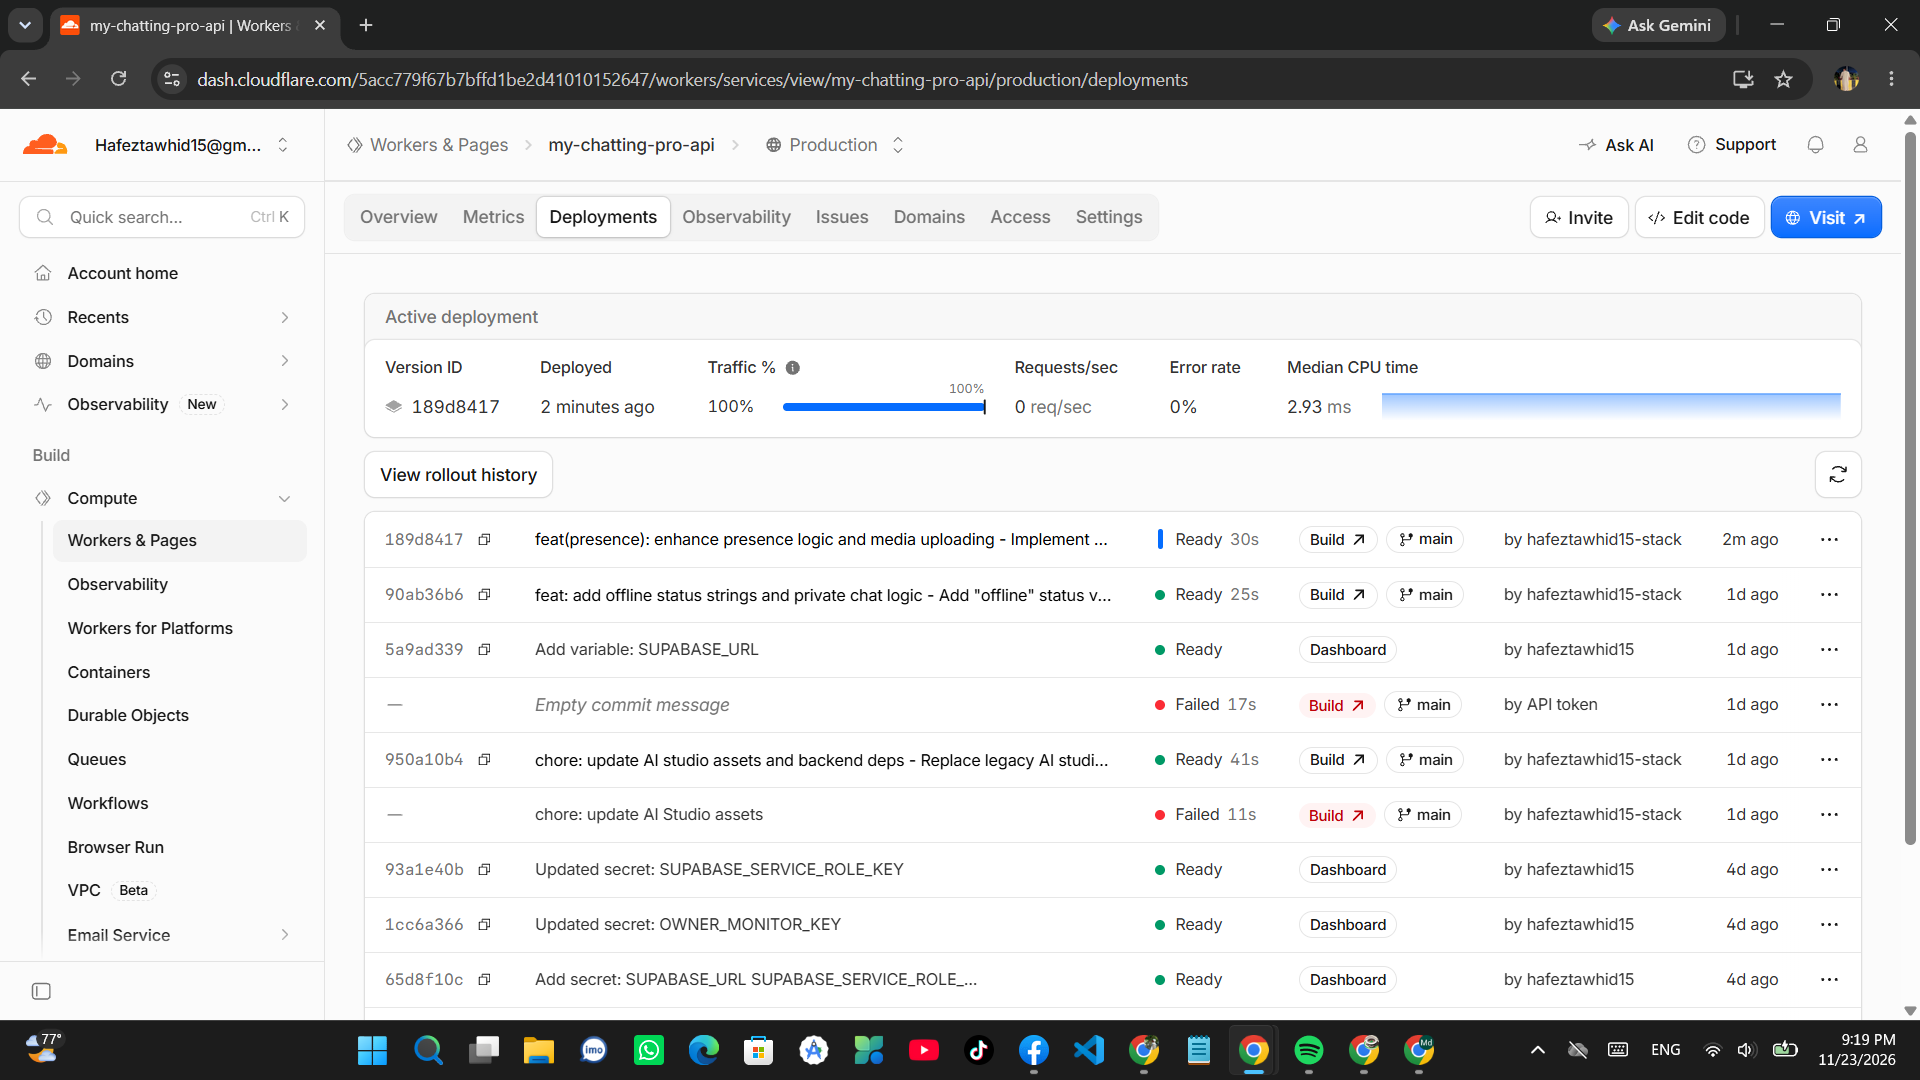 my-chatting-pro-api | Workers
Ask Gemini
dash.cloudflare.com/5acc779f67b7bffd1be2d41010152647/workers/services/view/my-chatting-pro-api/production/deployments
Hafeztawhid15@gm...
Workers & Pages
my-chatting-pro-api
Production
Ask AI
Support
Quick search...
Ctrl K
Overview
Metrics
Deployments
Observability
Issues
Domains
Access
Settings
Invite
Edit code
Visit
Account home
Recents
Domains
Observability New
Build
Compute
Workers & Pages
Observability
Workers for Platforms
Containers
Durable Objects
Queues
Workflows
Browser Run
VPC Beta
Email Service
Active deployment
Version ID Deployed Traffic % Requests/sec Error rate Median CPU time
100%
189d8417 2 minutes ago 100% 0 req/sec 0% 2.93 ms
View rollout history
189d8417 feat(presence): enhance presence logic and media uploading - Implement ... Ready 30s Build main by hafeztawhid15-stack 2m ago
90ab36b6 feat: add offline status strings and private chat logic - Add "offline" status v... Ready 25s Build main by hafeztawhid15-stack 1d ago
5a9ad339 Add variable: SUPABASE_URL Ready Dashboard by hafeztawhid15 1d ago
— Empty commit message Failed 17s Build main by API token 1d ago
950a10b4 chore: update AI studio assets and backend deps - Replace legacy AI studi... Ready 41s Build main by hafeztawhid15-stack 1d ago
— chore: update AI Studio assets Failed 11s Build main by hafeztawhid15-stack 1d ago
93a1e40b Updated secret: SUPABASE_SERVICE_ROLE_KEY Ready Dashboard by hafeztawhid15 4d ago
1cc6a366 Updated secret: OWNER_MONITOR_KEY Ready Dashboard by hafeztawhid15 4d ago
65d8f10c Add secret: SUPABASE_URL SUPABASE_SERVICE_ROLE_... Ready Dashboard by hafeztawhid15 4d ago
77°
imo
Md
ENG
9:19 PM
11/23/2026